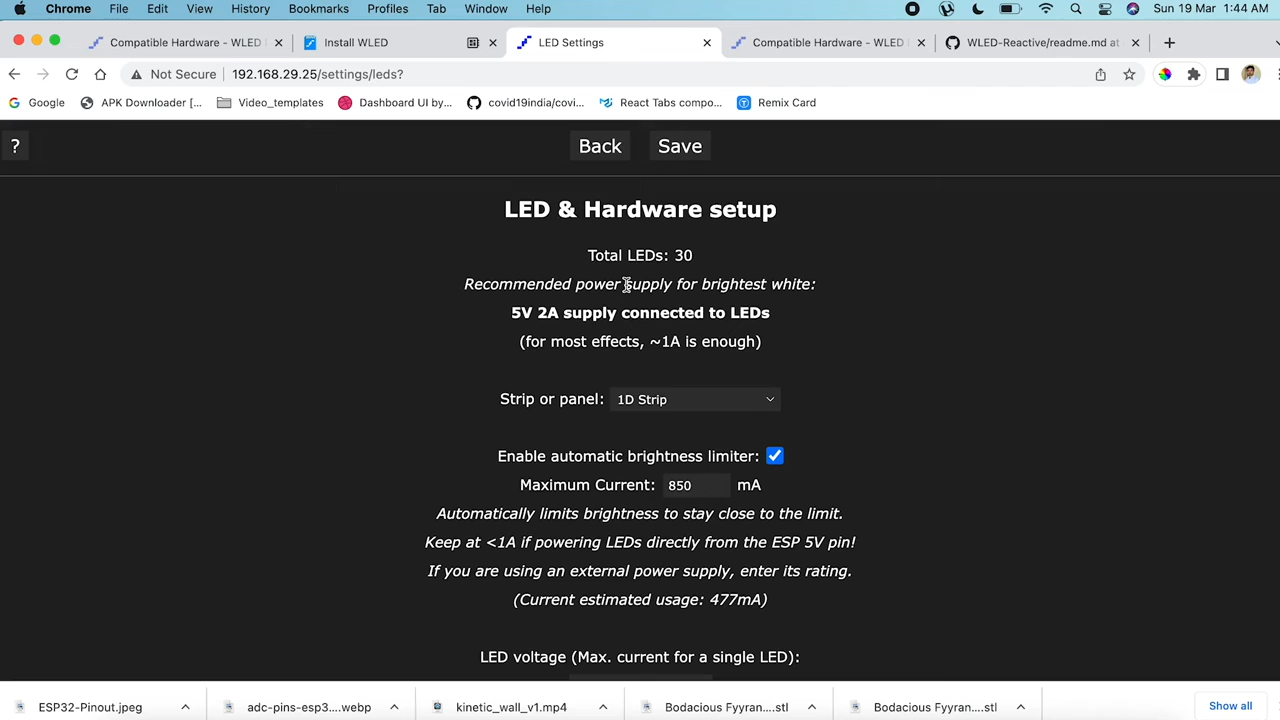 Chrome File Edit View History Bookmarks Profiles Tab Window Help Sun 19 Mar 1:44 AM
Compatible Hardware - WLED Install WLED LED Settings Compatible Hardware - WLED WLED-Reactive/readme.md at
Not Secure 192.168.29.25/settings/leds?
Google APK Downloader [... Video_templates Dashboard UI by... covid19india/covi... React Tabs compo... Remix Card
? Back Save
LED & Hardware setup
Total LEDs: 30
Recommended power supply for brightest white:
5V 2A supply connected to LEDs
(for most effects, ~1A is enough)
Strip or panel: 1D Strip
Enable automatic brightness limiter:
Maximum Current: 850 mA
Automatically limits brightness to stay close to the limit.
Keep at <1A if powering LEDs directly from the ESP 5V pin!
If you are using an external power supply, enter its rating.
(Current estimated usage: 477mA)
LED voltage (Max. current for a single LED):
ESP32-Pinout.jpeg adc-pins-esp3....webp kinetic_wall_v1.mp4 Bodacious Fyyran....stl Bodacious Fyyran....stl Show all